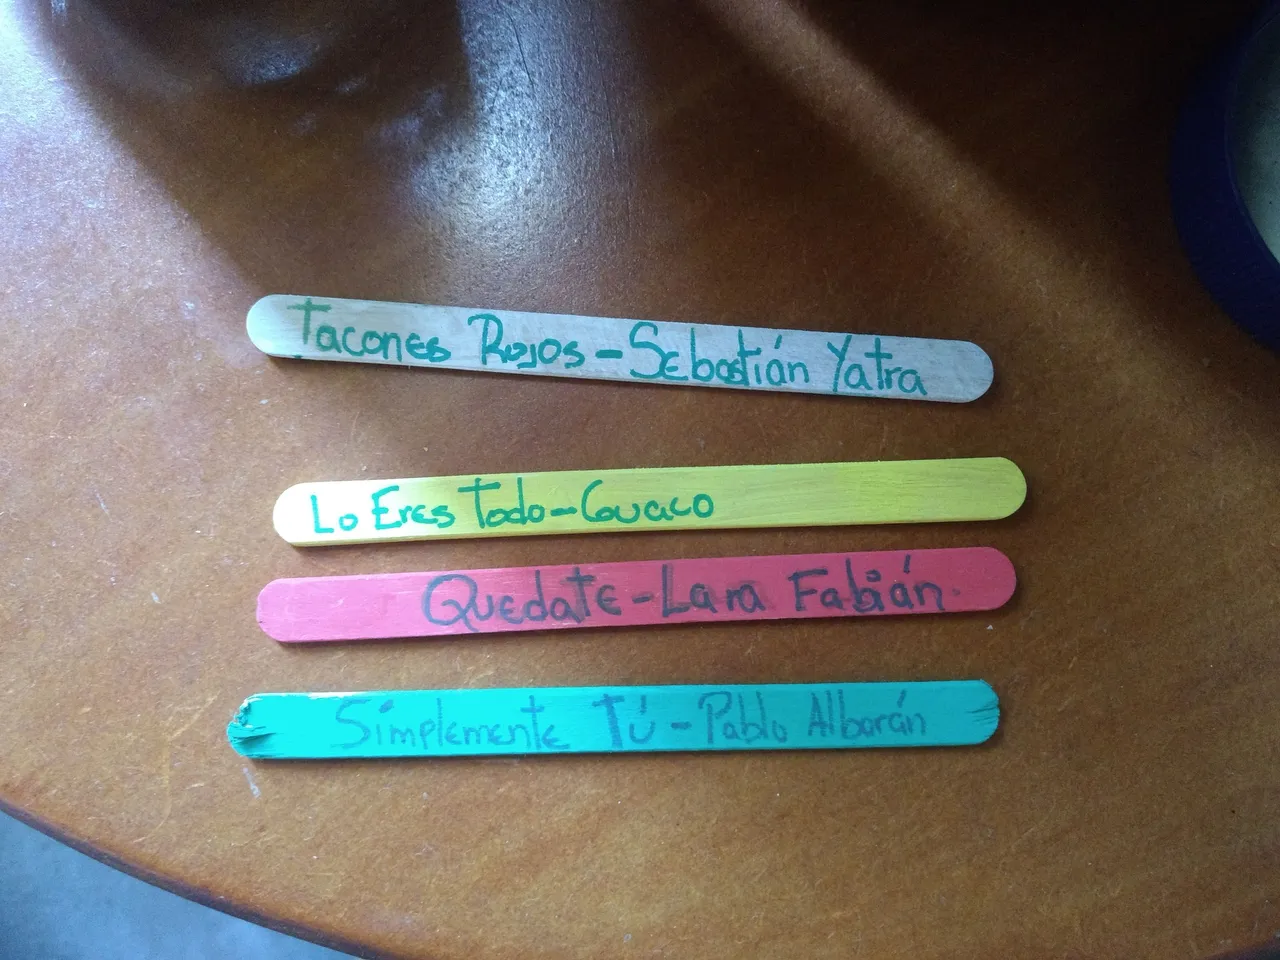 Tacones Rojos - Sebastián Yatra
Lo Eres Todo - Guaco
Quedate - Lara Fabián.
Simplemente Tú - Pablo Alborán